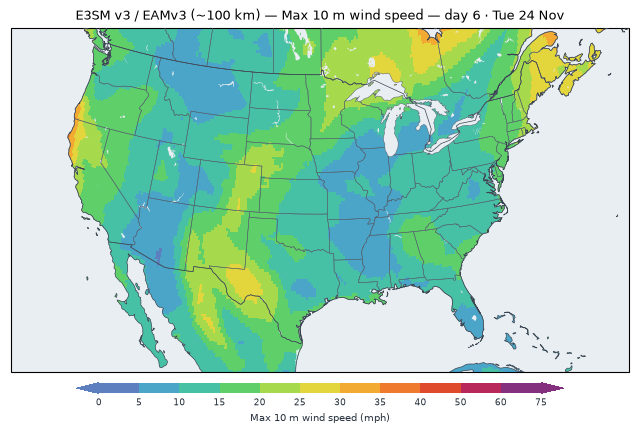 E3SM v3 / EAMv3 (~100 km) — Max 10 m wind speed — day 6 · Tue 24 Nov
0 5 10 15 20 25 30 35 40 50 60 75
Max 10 m wind speed (mph)